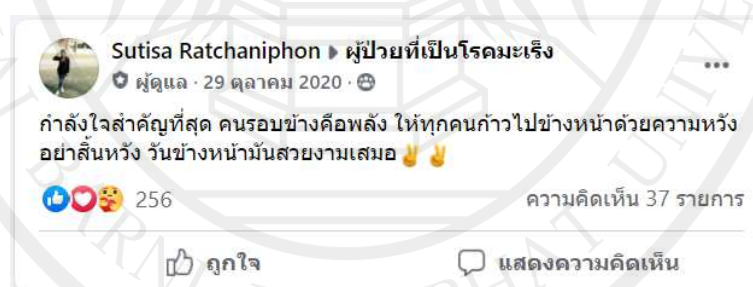 Sutisa Ratchaniphon ▸ ผู้ป่วยที่เป็นโรคมะเร็ง
ผู้ดูแล · 29 ตุลาคม 2020 ·
กำลังใจสำคัญที่สุด คนรอบข้างคือพลัง ให้ทุกคนก้าวไปข้างหน้าด้วยความหวัง
อย่าสิ้นหวัง วันข้างหน้ามันสวยงามเสมอ✌️✌️
256 ความคิดเห็น 37 รายการ
ถูกใจ แสดงความคิดเห็น